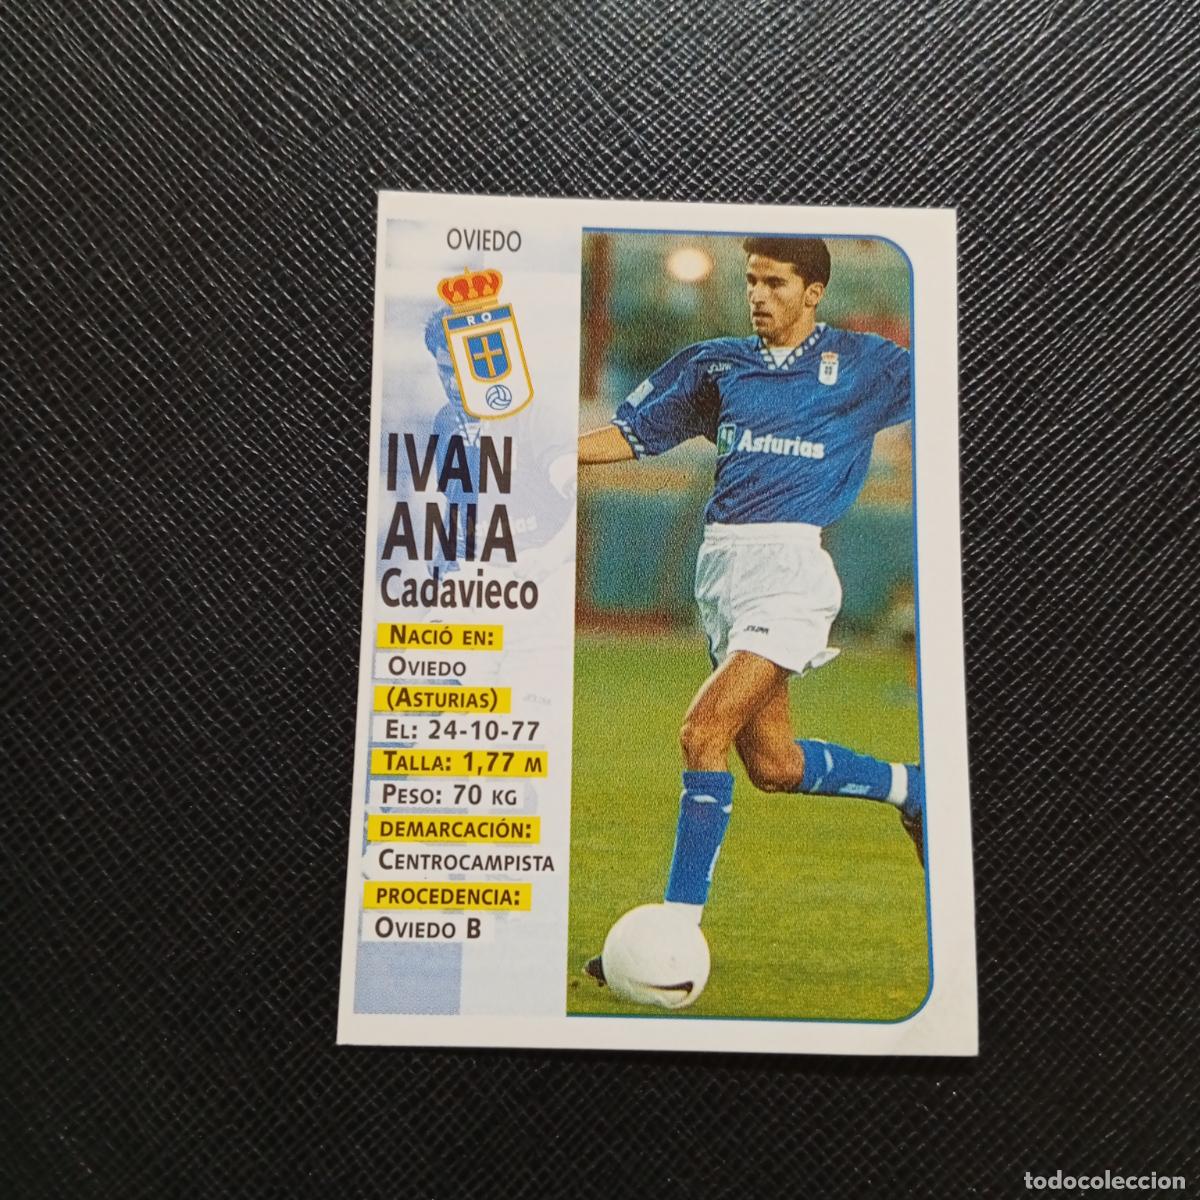 OVIEDO
R O
IVAN
ANIA
Cadavieco
NACIÓ EN:
OVIEDO
(ASTURIAS)
EL: 24-10-77
TALLA: 1,77 M
PESO: 70 KG
DEMARCACIÓN:
CENTROCAMPISTA
PROCEDENCIA:
OVIEDO B
Asturias
todocoleccion